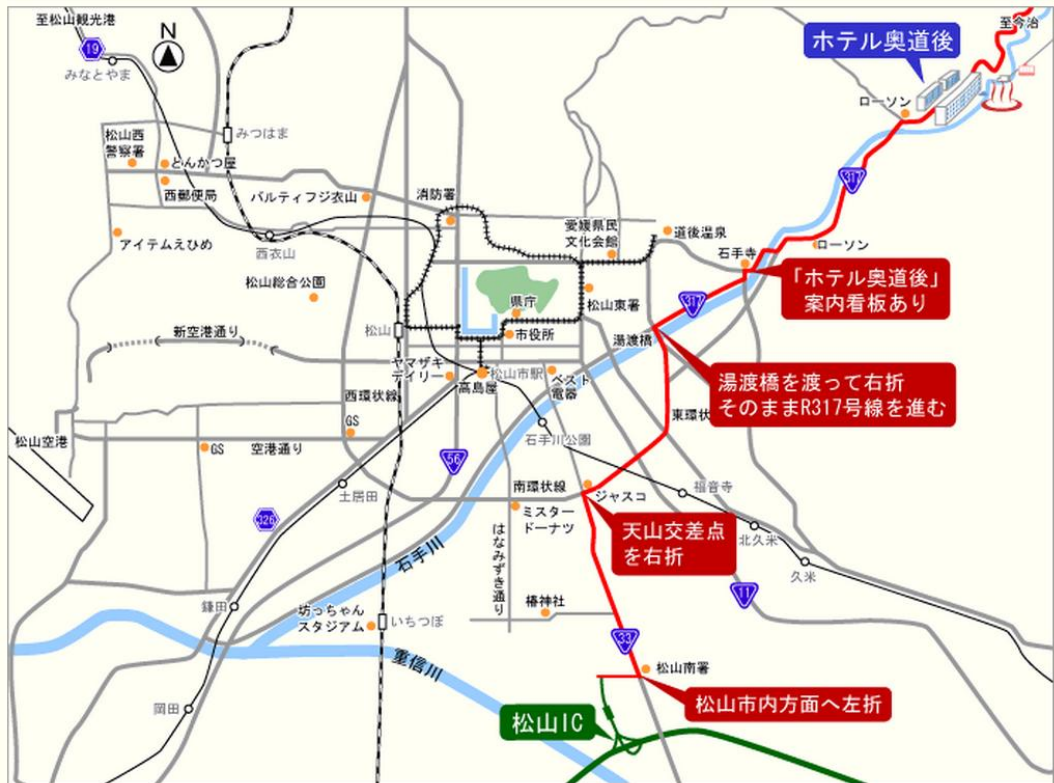 至松山観光港
N
至今治
ホテル奥道後
19
みなとやま
ローソン
みつはま
松山西
警察署
とんかつ屋
西郵便局
パルティフジ衣山
消防署
317
愛媛県民
文化会館
道後温泉
アイテムえひめ
西衣山
石手寺
ローソン
松山総合公園
「ホテル奥道後」
案内看板あり
県庁
松山東署
317
新空港通り
松山
市役所
湯渡橋
ヤマザキ
デイリー
松山市駅
高島屋
ベスト
電器
湯渡橋を渡って右折
そのままR317号線を進む
西環状線
東環状
松山空港
GS
空港通り
GS
石手川公園
56
土居田
南環状線
ジャスコ
福音寺
326
ミスター
ドーナツ
天山交差点
を右折
北久米
久米
石手川
はなみずき通り
鎌田
坊っちゃん
スタジアム
いちつぼ
椿神社
11
33
重信川
松山南署
岡田
松山市内方面へ左折
松山IC